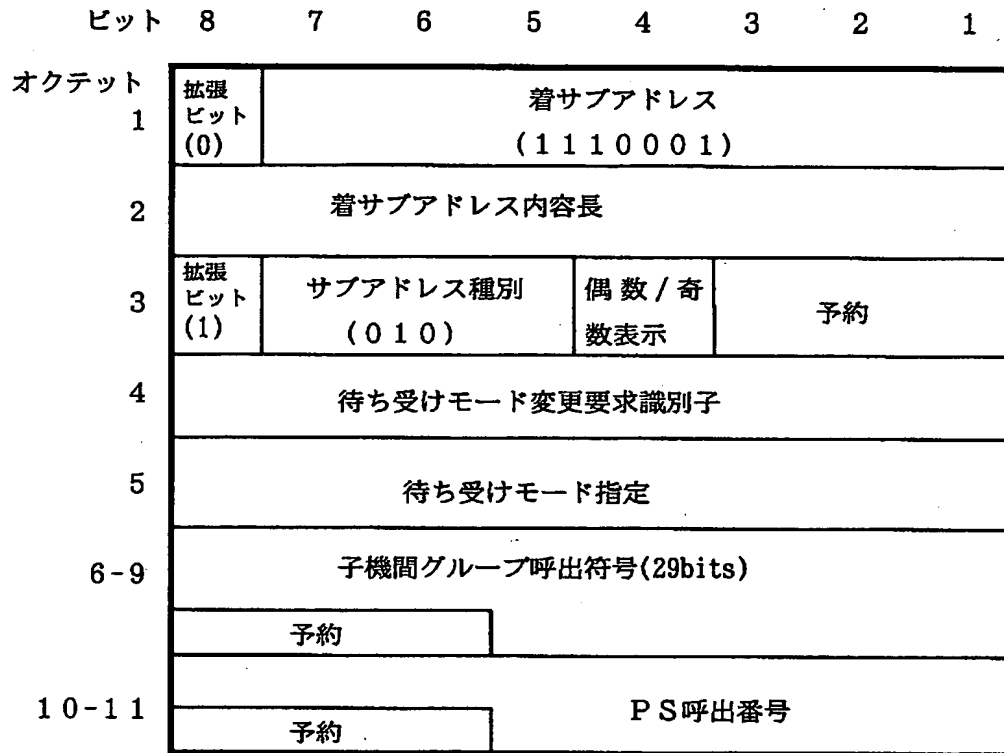 ビット 8 7 6 5 4 3 2 1
オクテット
1
拡張
ビット
(0)
着サブアドレス
(1110001)
2 着サブアドレス内容長
3
拡張
ビット
(1)
サブアドレス種別
(010)
偶数/奇
数表示
予約
4 待ち受けモード変更要求識別子
5 待ち受けモード指定
6-9 子機間グループ呼出符号(29bits)
予約
10-11 PS呼出番号
予約